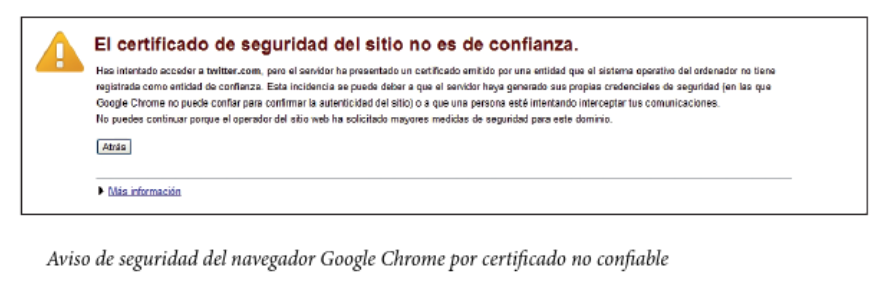 El certificado de seguridad del sitio no es de confianza.
Has intentado acceder a twitter.com, pero el servidor ha presentado un certificado emitido por una entidad que el sistema operativo del ordenador no tiene
registrada como entidad de confianza. Esta incidencia se puede deber a que el servidor haya generado sus propias credenciales de seguridad (en las que
Google Chrome no puede confiar para confirmar la autenticidad del sitio) o a que una persona esté intentando interceptar tus comunicaciones.
No puedes continuar porque el operador del sitio web ha solicitado mayores medidas de seguridad para este dominio.
Atrás
Más información
Aviso de seguridad del navegador Google Chrome por certificado no confiable